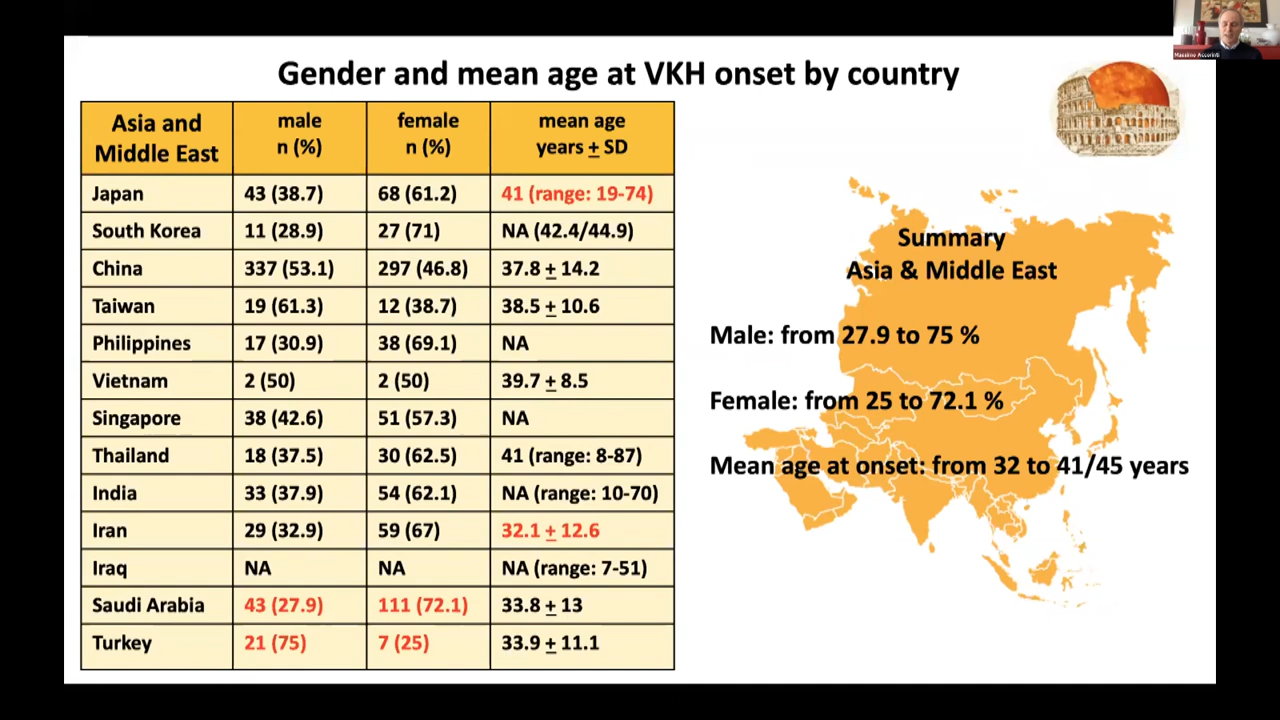 Gender and mean age at VKH onset by country
Asia and Middle East | male n (%) | female n (%) | mean age years ± SD
Japan | 43 (38.7) | 68 (61.2) | 41 (range: 19-74)
South Korea | 11 (28.9) | 27 (71) | NA (42.4/44.9)
China | 337 (53.1) | 297 (46.8) | 37.8 ± 14.2
Taiwan | 19 (61.3) | 12 (38.7) | 38.5 ± 10.6
Philippines | 17 (30.9) | 38 (69.1) | NA
Vietnam | 2 (50) | 2 (50) | 39.7 ± 8.5
Singapore | 38 (42.6) | 51 (57.3) | NA
Thailand | 18 (37.5) | 30 (62.5) | 41 (range: 8-87)
India | 33 (37.9) | 54 (62.1) | NA (range: 10-70)
Iran | 29 (32.9) | 59 (67) | 32.1 ± 12.6
Iraq | NA | NA | NA (range: 7-51)
Saudi Arabia | 43 (27.9) | 111 (72.1) | 33.8 ± 13
Turkey | 21 (75) | 7 (25) | 33.9 ± 11.1
Summary
Asia & Middle East
Male: from 27.9 to 75 %
Female: from 25 to 72.1 %
Mean age at onset: from 32 to 41/45 years
Massimo Accorinti